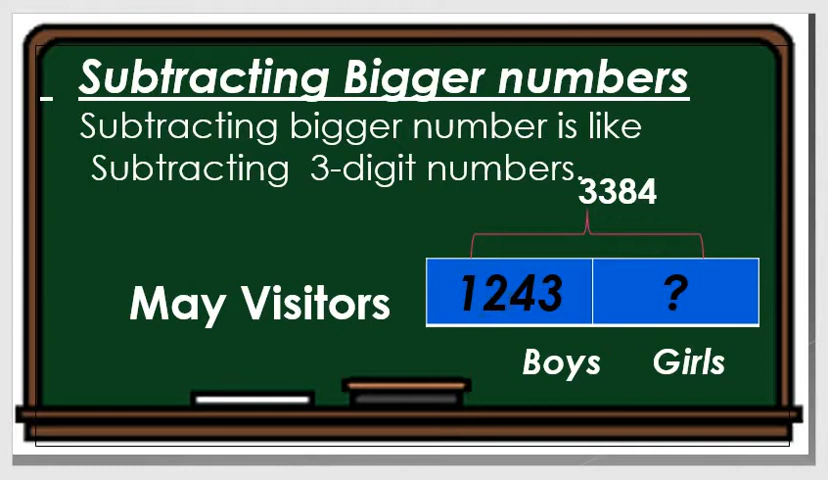 Subtracting Bigger numbers
Subtracting bigger number is like
Subtracting 3-digit numbers.
3384
May Visitors
1243 ?
Boys Girls